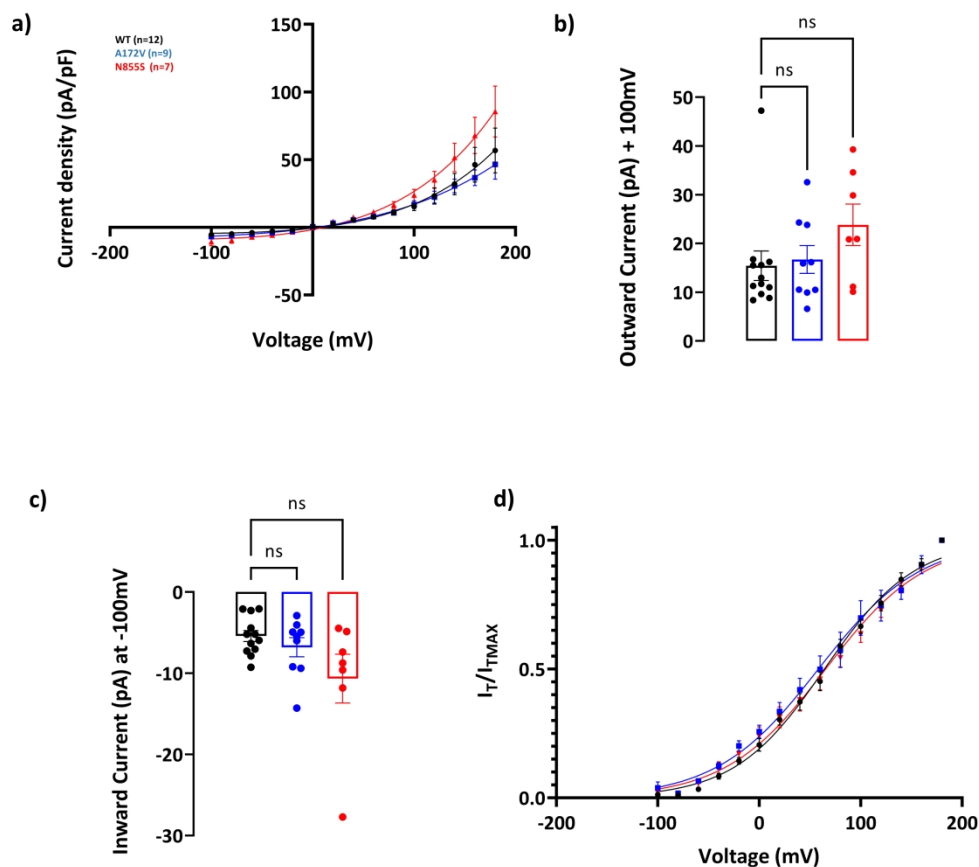 a)
WT (n=12)
A172V (n=9)
N855S (n=7)
Current density (pA/pF)
150
100
50
-50
-200
-100
100
200
Voltage (mV)
b)
ns
ns
Outward Current (pA) + 100mV
50
40
30
20
10
0
c)
ns
ns
Inward Current (pA) at -100mV
0
-10
-20
-30
d)
I_T/I_TMAX
1.0
0.5
0.0
-200
-100
0
100
200
Voltage (mV)